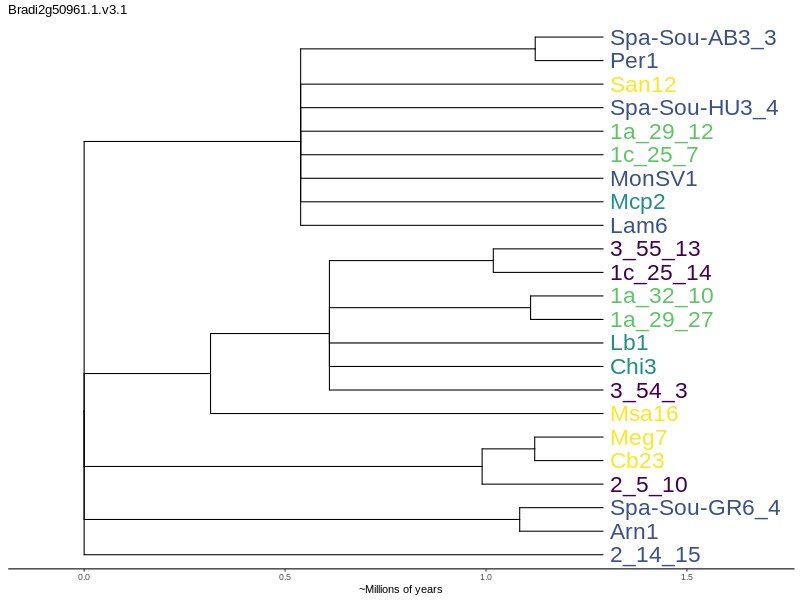 Bradi2g50961.1.v3.1
Spa-Sou-AB3_3
Per1
San12
Spa-Sou-HU3_4
1a_29_12
1c_25_7
MonSV1
Mcp2
Lam6
3_55_13
1c_25_14
1a_32_10
1a_29_27
Lb1
Chi3
3_54_3
Msa16
Meg7
Cb23
2_5_10
Spa-Sou-GR6_4
Arn1
2_14_15
0.0 0.5 1.0 1.5
~Millions of years